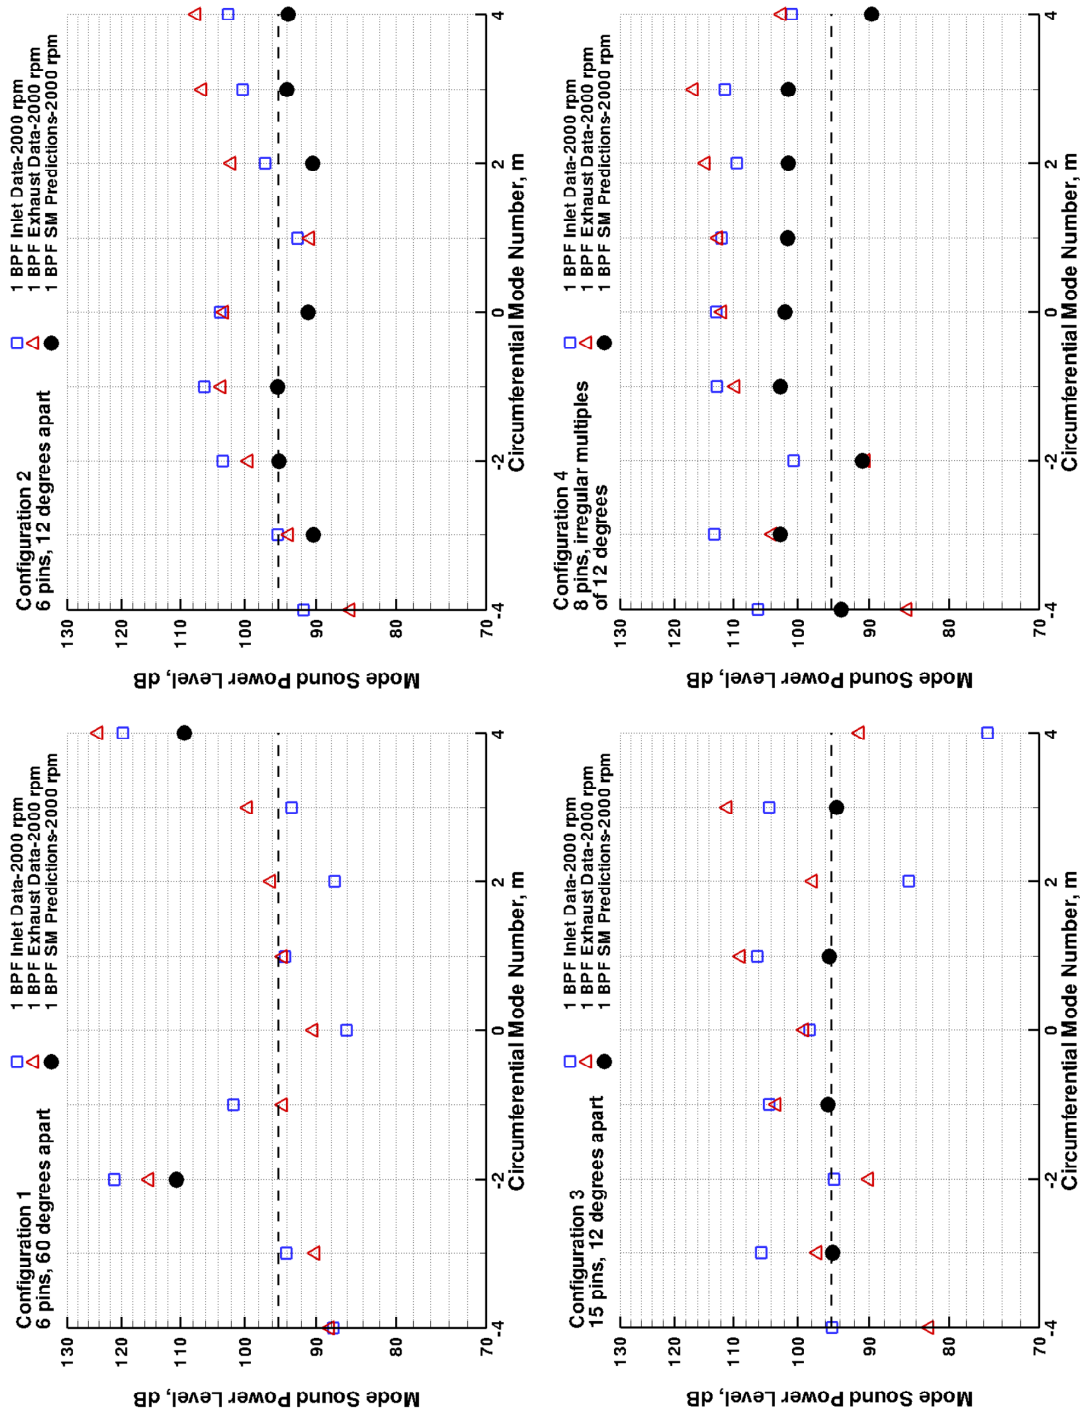 Configuration 1
6 pins, 60 degrees apart
1 BPF Inlet Data-2000 rpm
1 BPF Exhaust Data-2000 rpm
1 BPF SM Predictions-2000 rpm
Mode Sound Power Level, dB
130
120
110
100
90
80
70
-4
-2
0
2
4
Circumferential Mode Number, m
Configuration 2
6 pins, 12 degrees apart
1 BPF Inlet Data-2000 rpm
1 BPF Exhaust Data-2000 rpm
1 BPF SM Predictions-2000 rpm
Mode Sound Power Level, dB
130
120
110
100
90
80
70
-4
-2
0
2
4
Circumferential Mode Number, m
Configuration 3
15 pins, 12 degrees apart
1 BPF Inlet Data-2000 rpm
1 BPF Exhaust Data-2000 rpm
1 BPF SM Predictions-2000 rpm
Mode Sound Power Level, dB
130
120
110
100
90
80
70
-4
-2
0
2
4
Circumferential Mode Number, m
Configuration 4
8 pins, irregular multiples
of 12 degrees
1 BPF Inlet Data-2000 rpm
1 BPF Exhaust Data-2000 rpm
1 BPF SM Predictions-2000 rpm
Mode Sound Power Level, dB
130
120
110
100
90
80
70
-4
-2
0
2
4
Circumferential Mode Number, m